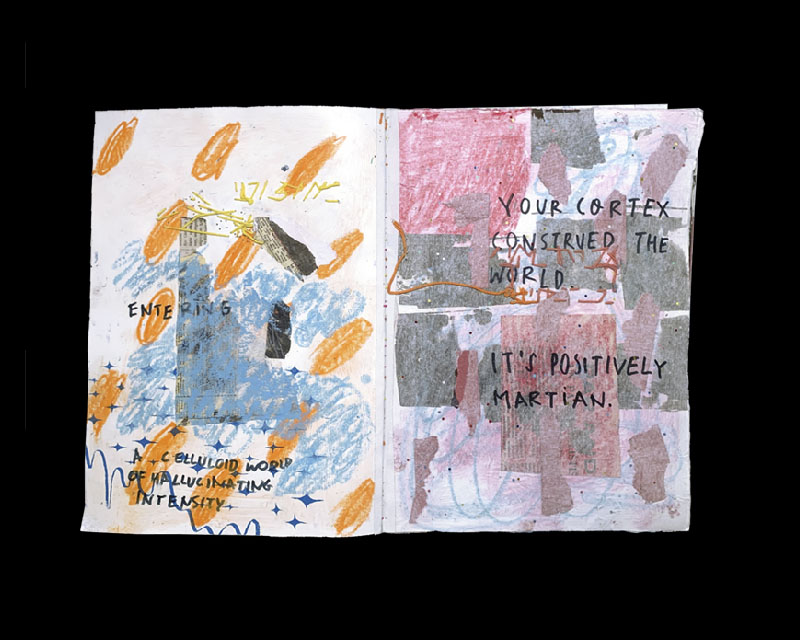 ENTERING
A CELLULOID WORLD
OF HALLUCINATING
INTENSITY
YOUR CORTEX
CONSTRUED THE
WORLD.
IT'S POSITIVELY
MARTIAN.